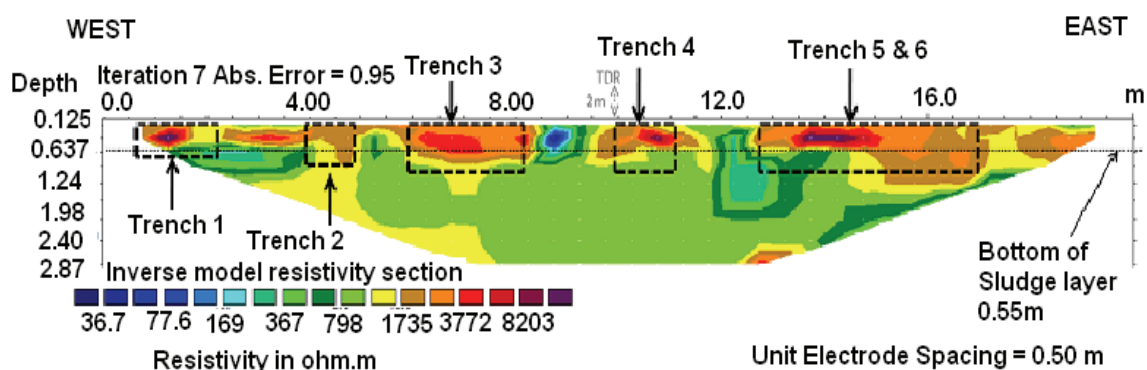 WEST
EAST
Depth
Iteration 7 Abs. Error = 0.95
Trench 3
TDR
2m
Trench 4
Trench 5 & 6
0.0 4.00 8.00 12.0 16.0 m
0.125
0.637
1.24
1.98
2.40
2.87
Trench 1
Trench 2
Bottom of
Sludge layer
0.55m
Inverse model resistivity section
36.7 77.6 169 367 798 1735 3772 8203
Resistivity in ohm.m
Unit Electrode Spacing = 0.50 m